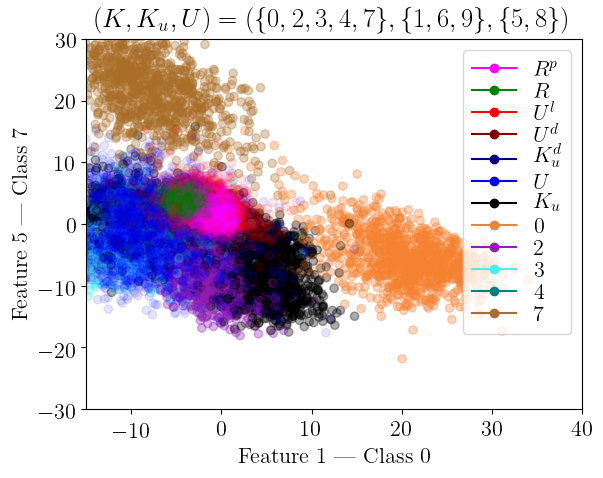 (K, K_u, U) = ({0, 2, 3, 4, 7}, {1, 6, 9}, {5, 8})
30
20
10
0
−10
−20
−30
Feature 5 — Class 7
R^p
R
U^l
U^d
K_u^d
U
K_u
0
2
3
4
7
−10
0
10
20
30
40
Feature 1 — Class 0